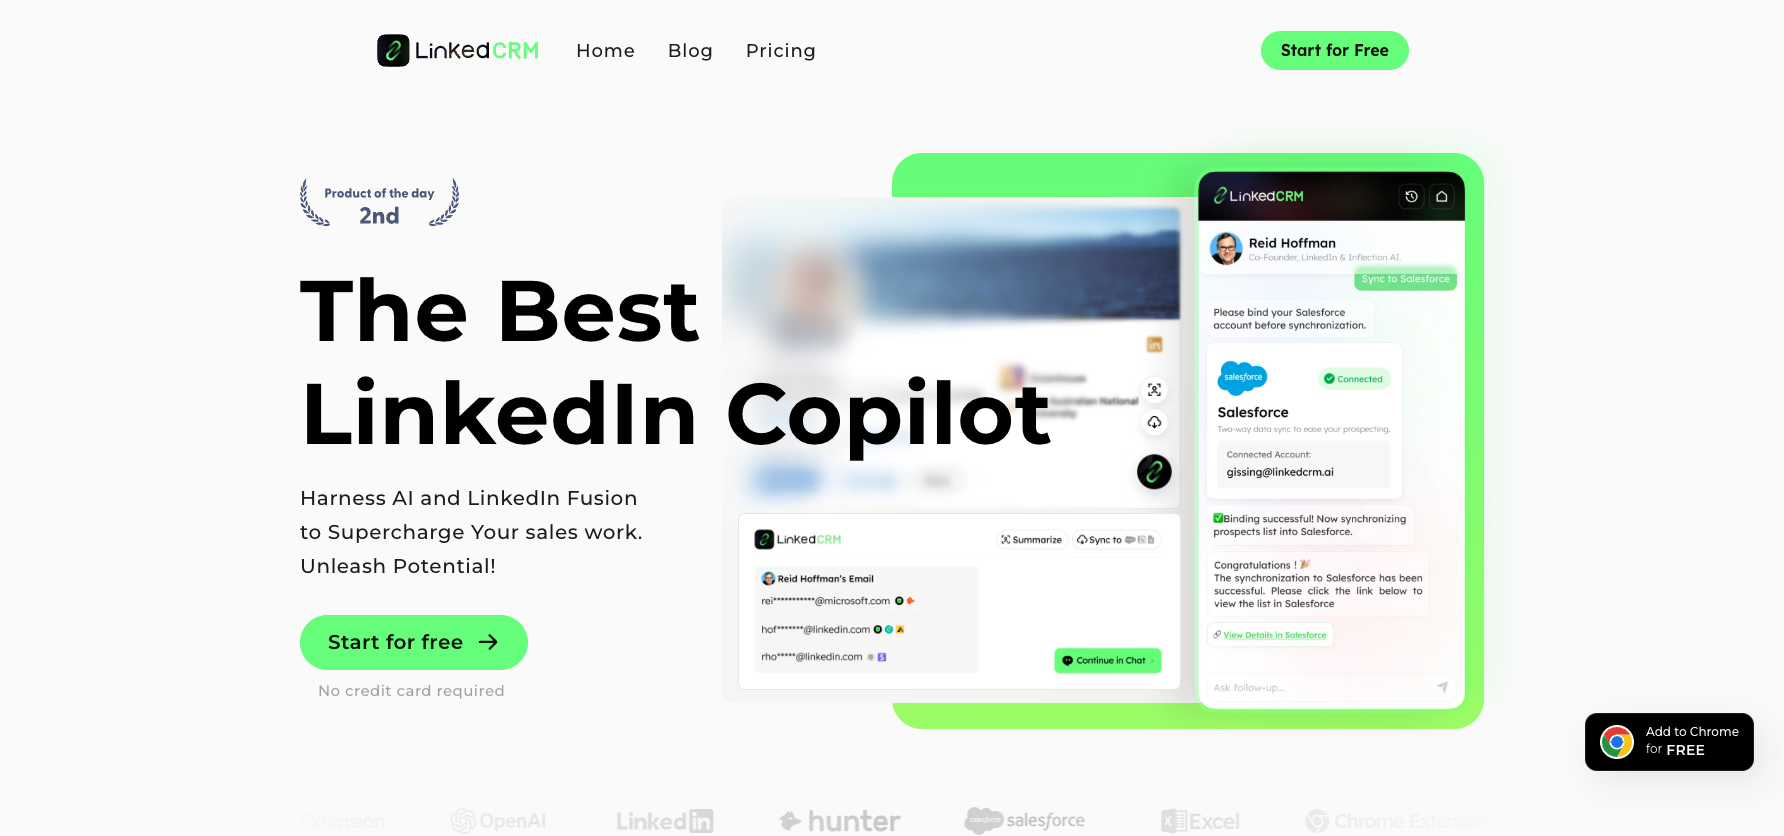 LinkedCRM
Home
Blog
Pricing
Start for Free
Product of the day
2nd
The Best
LinkedIn Copilot
Harness AI and LinkedIn Fusion
to Supercharge Your sales work.
Unleash Potential!
Start for free
No credit card required
Australian National
University
LinkedCRM
Summarize
Sync to
Reid Hoffman's Email
rei***********@microsoft.com
hof*******@linkedin.com
rho*****@linkedin.com
Continue in Chat
LinkedCRM
Reid Hoffman
Co-Founder, LinkedIn & Inflection AI.
Sync to Salesforce
Please bind your Salesforce
account before synchronization.
salesforce
Connected
Salesforce
Two-way data sync to ease your prospecting.
Connected Account:
gissing@linkedcrm.ai
✅Binding successful! Now synchronizing
prospects list into Salesforce.
Congratulations ! 🎉
The synchronization to Salesforce has been
successful. Please click the link below to
view the list in Salesforce
View Details in Salesforce
Ask follow-up...
Add to Chrome
for FREE
Extension
OpenAI
Linkedin
hunter
salesforce salesforce
Excel
Chrome Extension